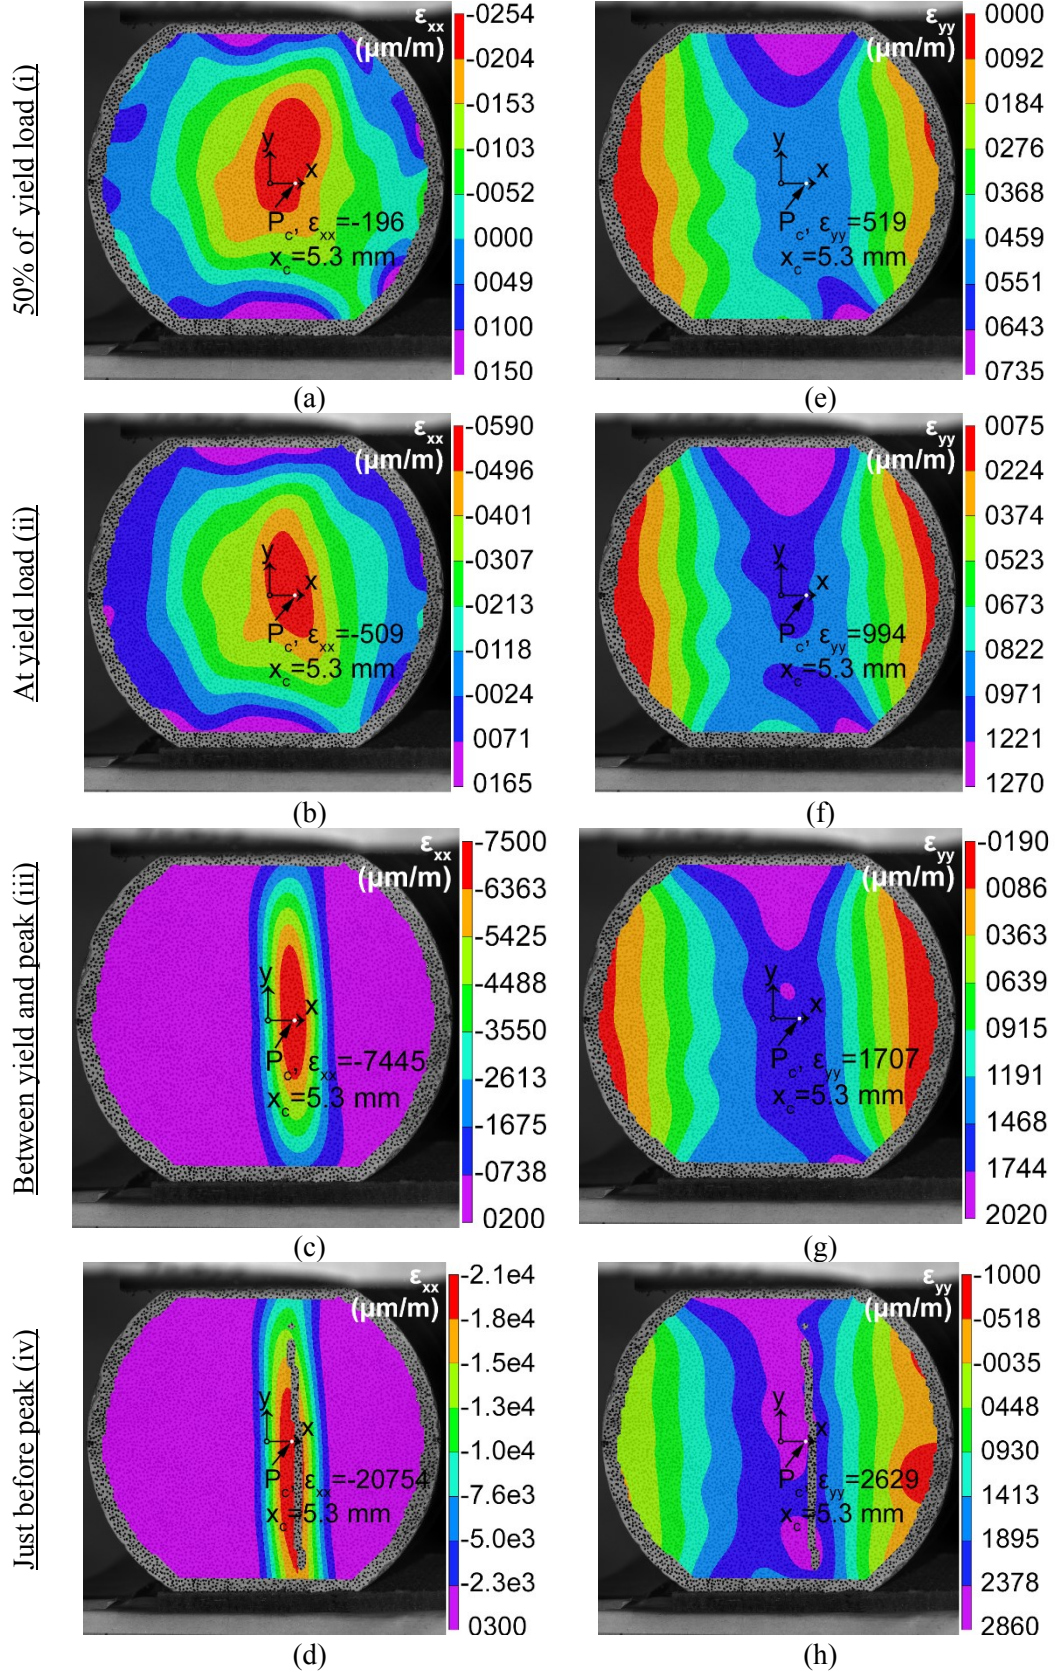 50% of yield load (i)
εxx
(μm/m)
-0254
-0204
-0153
-0103
-0052
0000
0049
0100
0150
y
x
Pc, εxx=-196
xc=5.3 mm
(a)
εyy
(μm/m)
0000
0092
0184
0276
0368
0459
0551
0643
0735
y
x
Pc, εyy=519
xc=5.3 mm
(e)
At yield load (ii)
εxx
(μm/m)
-0590
-0496
-0401
-0307
-0213
-0118
-0024
0071
0165
y
x
Pc, εxx=-509
xc=5.3 mm
(b)
εyy
(μm/m)
0075
0224
0374
0523
0673
0822
0971
1221
1270
y
x
Pc, εyy=994
xc=5.3 mm
(f)
Between yield and peak (iii)
εxx
(μm/m)
-7500
-6363
-5425
-4488
-3550
-2613
-1675
-0738
0200
y
x
Pc, εxx=-7445
xc=5.3 mm
(c)
εyy
(μm/m)
-0190
0086
0363
0639
0915
1191
1468
1744
2020
y
x
Pc, εyy=1707
xc=5.3 mm
(g)
Just before peak (iv)
εxx
(μm/m)
-2.1e4
-1.8e4
-1.5e4
-1.3e4
-1.0e4
-7.6e3
-5.0e3
-2.3e3
0300
y
x
Pc, εxx=-20754
xc=5.3 mm
(d)
εyy
(μm/m)
-1000
-0518
-0035
0448
0930
1413
1895
2378
2860
y
x
Pc, εyy=2629
xc=5.3 mm
(h)